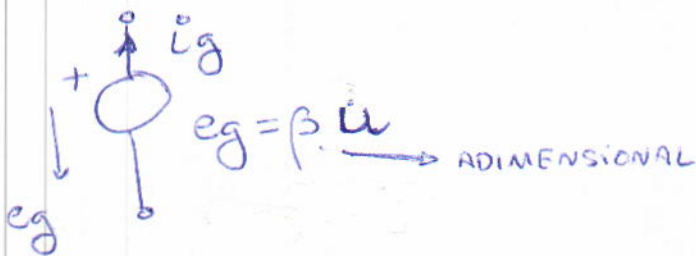 ig
+
eg = β.u → ADIMENSIONAL
eg